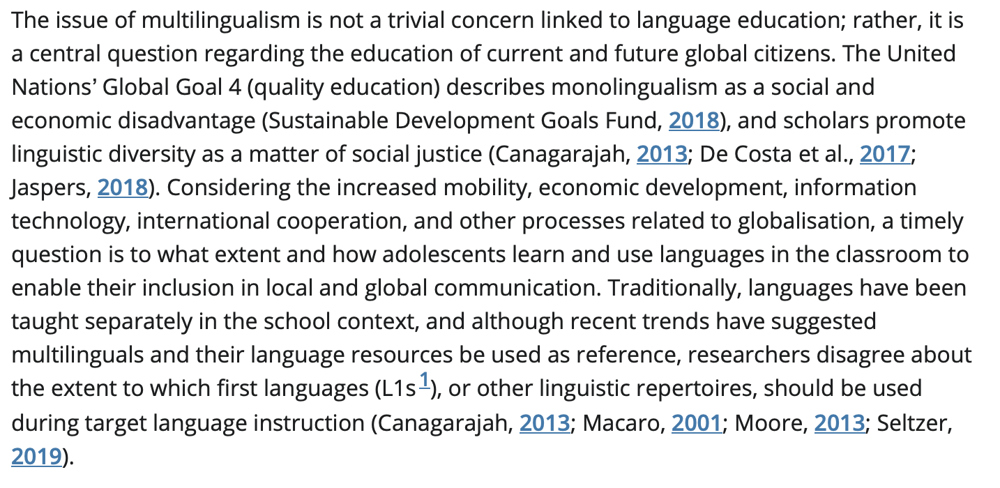 The issue of multilingualism is not a trivial concern linked to language education; rather, it is
a central question regarding the education of current and future global citizens. The United
Nations’ Global Goal 4 (quality education) describes monolingualism as a social and
economic disadvantage (Sustainable Development Goals Fund, 2018), and scholars promote
linguistic diversity as a matter of social justice (Canagarajah, 2013; De Costa et al., 2017;
Jaspers, 2018). Considering the increased mobility, economic development, information
technology, international cooperation, and other processes related to globalisation, a timely
question is to what extent and how adolescents learn and use languages in the classroom to
enable their inclusion in local and global communication. Traditionally, languages have been
taught separately in the school context, and although recent trends have suggested
multilinguals and their language resources be used as reference, researchers disagree about
the extent to which first languages (L1s1), or other linguistic repertoires, should be used
during target language instruction (Canagarajah, 2013; Macaro, 2001; Moore, 2013; Seltzer,
2019).